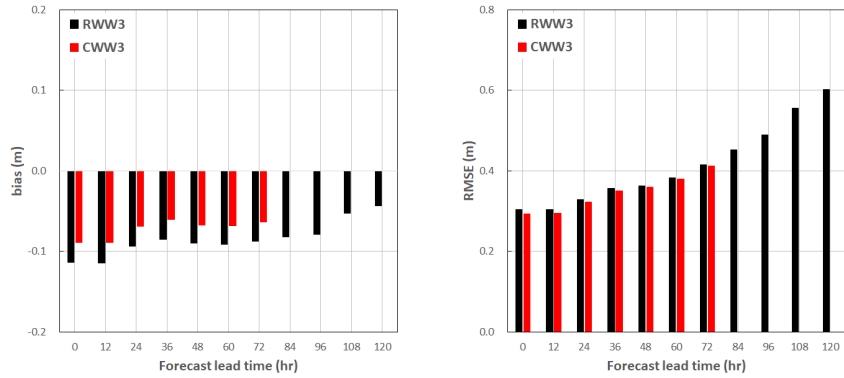 0.2
0.1
0.0
-0.1
-0.2
bias (m)
RWW3
CWW3
0 12 24 36 48 60 72 84 96 108 120
Forecast lead time (hr)
0.8
0.6
0.4
0.2
0.0
RMSE (m)
RWW3
CWW3
0 12 24 36 48 60 72 84 96 108 120
Forecast lead time (hr)